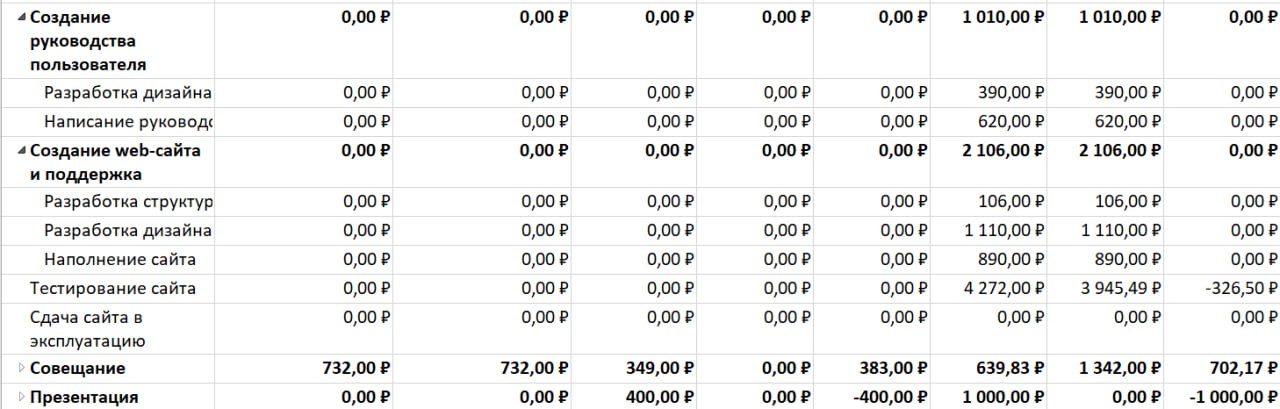 Создание 0,00 ₽ 0,00 ₽ 0,00 ₽ 0,00 ₽ 0,00 ₽ 1 010,00 ₽ 1 010,00 ₽ 0,00 ₽
руководства
пользователя
Разработка дизайна 0,00 ₽ 0,00 ₽ 0,00 ₽ 0,00 ₽ 0,00 ₽ 390,00 ₽ 390,00 ₽ 0,00 ₽
Написание руковод 0,00 ₽ 0,00 ₽ 0,00 ₽ 0,00 ₽ 0,00 ₽ 620,00 ₽ 620,00 ₽ 0,00 ₽
Создание web-сайта 0,00 ₽ 0,00 ₽ 0,00 ₽ 0,00 ₽ 0,00 ₽ 2 106,00 ₽ 2 106,00 ₽ 0,00 ₽
и поддержка
Разработка структур 0,00 ₽ 0,00 ₽ 0,00 ₽ 0,00 ₽ 0,00 ₽ 106,00 ₽ 106,00 ₽ 0,00 ₽
Разработка дизайна 0,00 ₽ 0,00 ₽ 0,00 ₽ 0,00 ₽ 0,00 ₽ 1 110,00 ₽ 1 110,00 ₽ 0,00 ₽
Наполнение сайта 0,00 ₽ 0,00 ₽ 0,00 ₽ 0,00 ₽ 0,00 ₽ 890,00 ₽ 890,00 ₽ 0,00 ₽
Тестирование сайта 0,00 ₽ 0,00 ₽ 0,00 ₽ 0,00 ₽ 0,00 ₽ 4 272,00 ₽ 3 945,49 ₽ -326,50 ₽
Сдача сайта в 0,00 ₽ 0,00 ₽ 0,00 ₽ 0,00 ₽ 0,00 ₽ 0,00 ₽ 0,00 ₽ 0,00 ₽
эксплуатацию
Совещание 732,00 ₽ 732,00 ₽ 349,00 ₽ 0,00 ₽ 383,00 ₽ 639,83 ₽ 1 342,00 ₽ 702,17 ₽
Презентация 0,00 ₽ 0,00 ₽ 400,00 ₽ 0,00 ₽ -400,00 ₽ 1 000,00 ₽ 0,00 ₽ -1 000,00 ₽